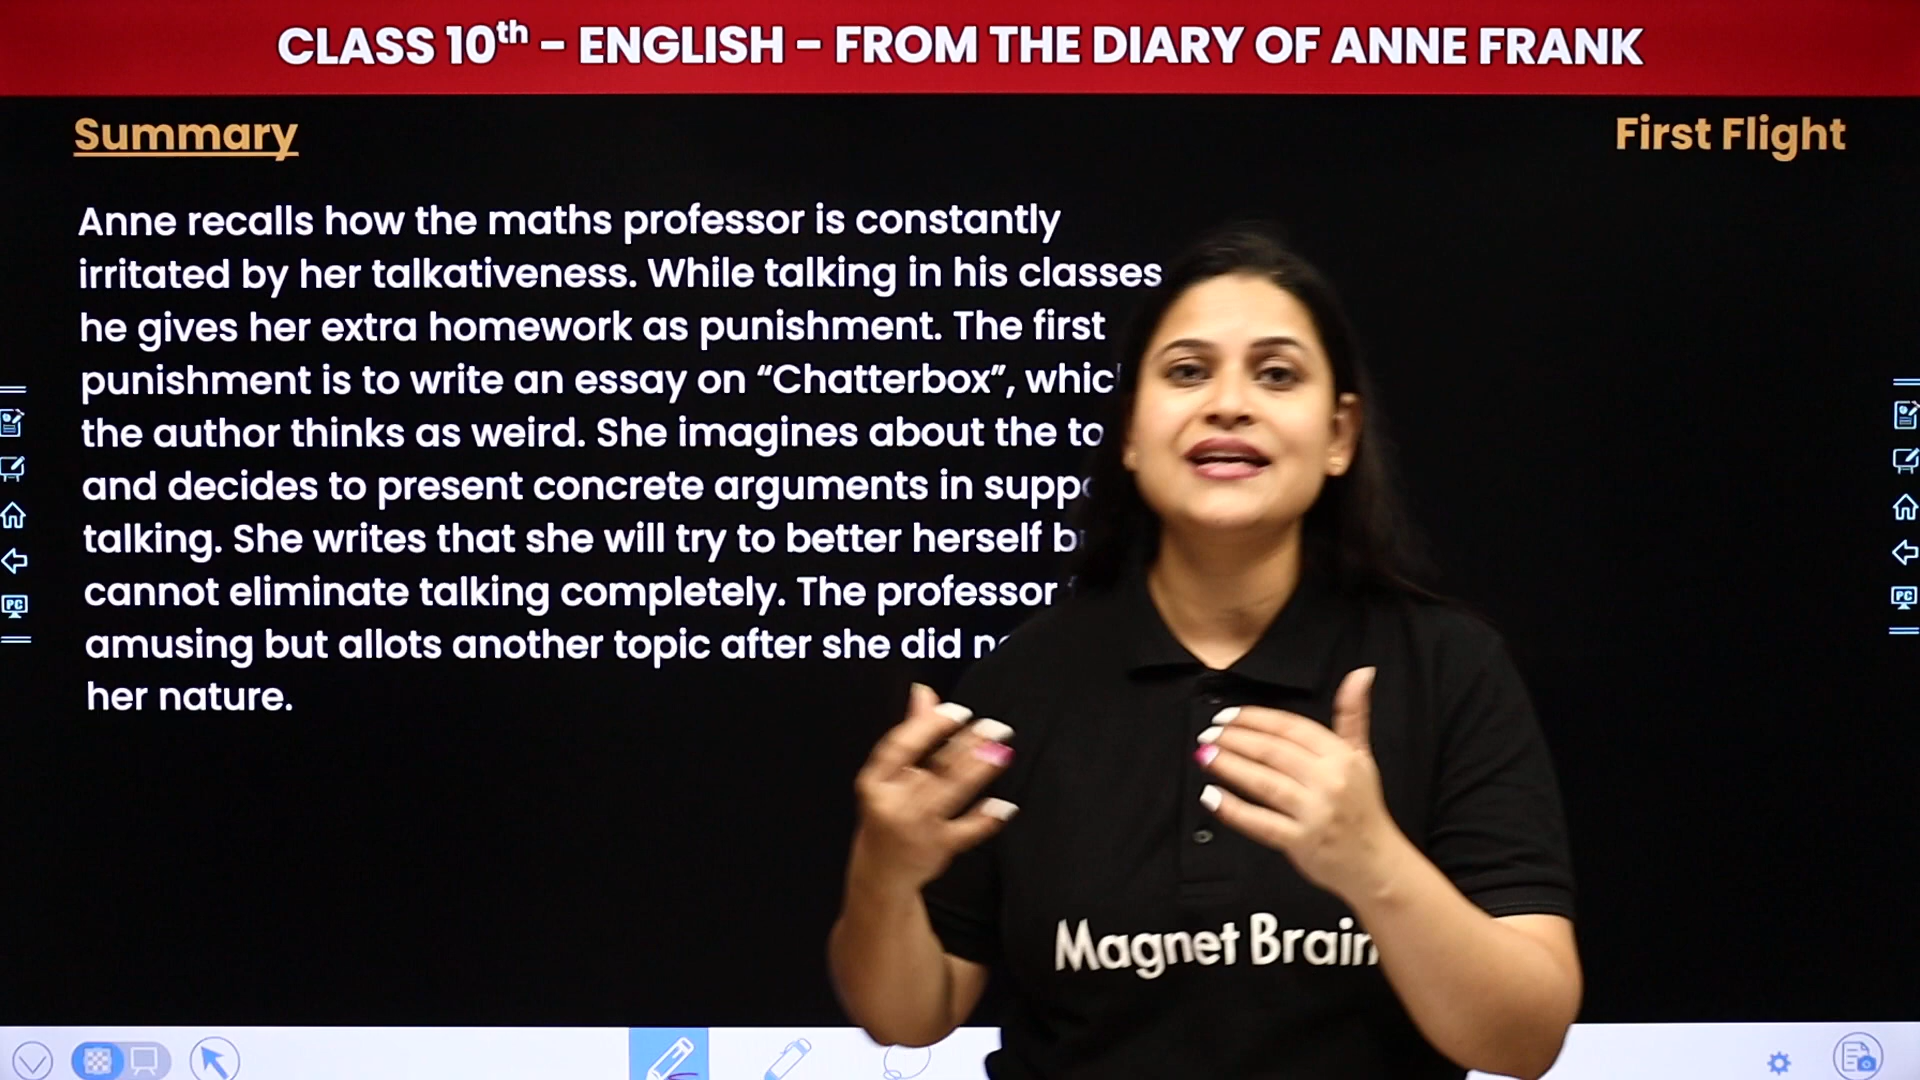 CLASS 10th - ENGLISH - FROM THE DIARY OF ANNE FRANK
Summary
First Flight
Anne recalls how the maths professor is constantly
irritated by her talkativeness. While talking in his classes
he gives her extra homework as punishment. The first
punishment is to write an essay on “Chatterbox”,
the author thinks as weird. She imagines about the
and decides to present concrete arguments in
talking. She writes that she will try to better herself
cannot eliminate talking completely. The professor
amusing but allots another topic after she did
her nature.
Magnet Brain
PC
PC